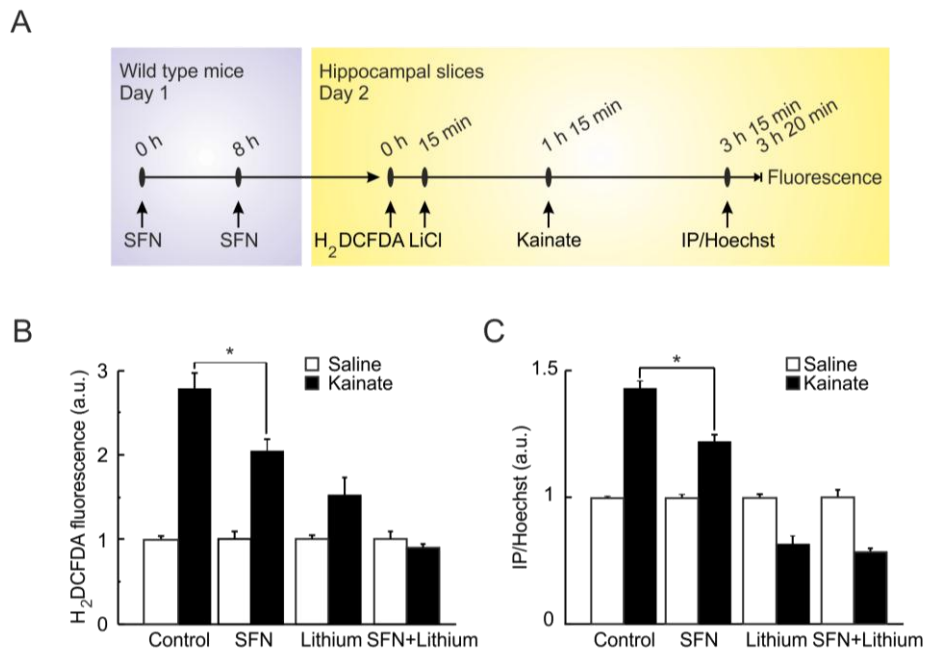 A
Wild type mice
Day 1
Hippocampal slices
Day 2
0 h
8 h
0 h
15 min
1 h 15 min
3 h 15 min
3 h 20 min
Fluorescence
SFN
SFN
H2DCFDA
LiCl
Kainate
IP/Hoechst
B
*
Saline
Kainate
H2DCFDA fluorescence (a.u.)
3
2
1
0
Control
SFN
Lithium
SFN+Lithium
C
*
Saline
Kainate
IP/Hoechst (a.u.)
1.5
1
0
Control
SFN
Lithium
SFN+Lithium